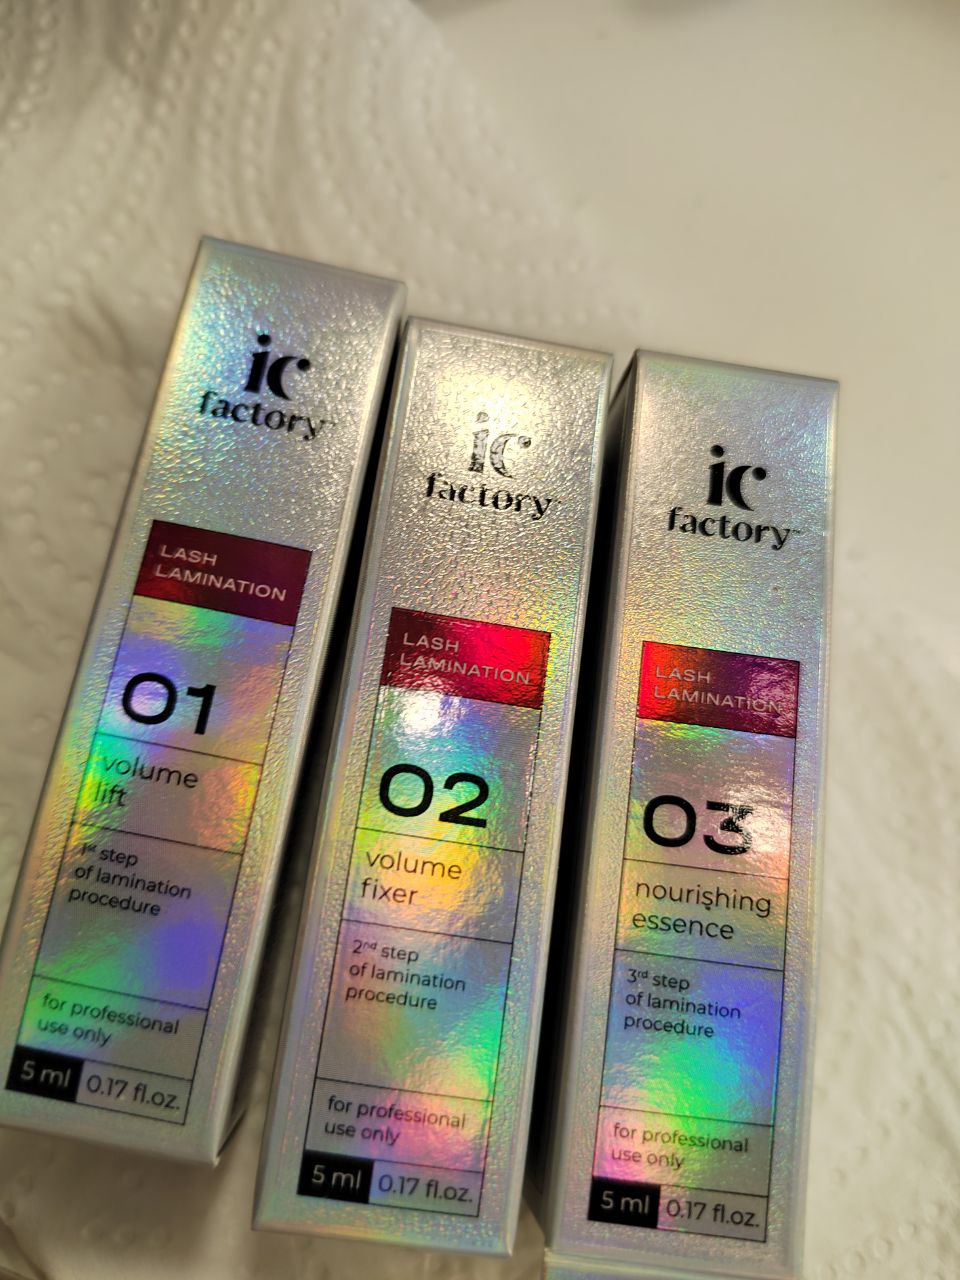 ic
factory™
LASH
LAMINATION
01
volume
lift
1st step
of lamination
procedure
for professional
use only
5 ml 0.17 fl.oz.
ic
factory™
LASH
LAMINATION
02
volume
fixer
2nd step
of lamination
procedure
for professional
use only
5 ml 0.17 fl.oz.
ic
factory™
LASH
LAMINATION
03
nourishing
essence
3rd step
of lamination
procedure
for professional
use only
5 ml 0.17 fl.oz.